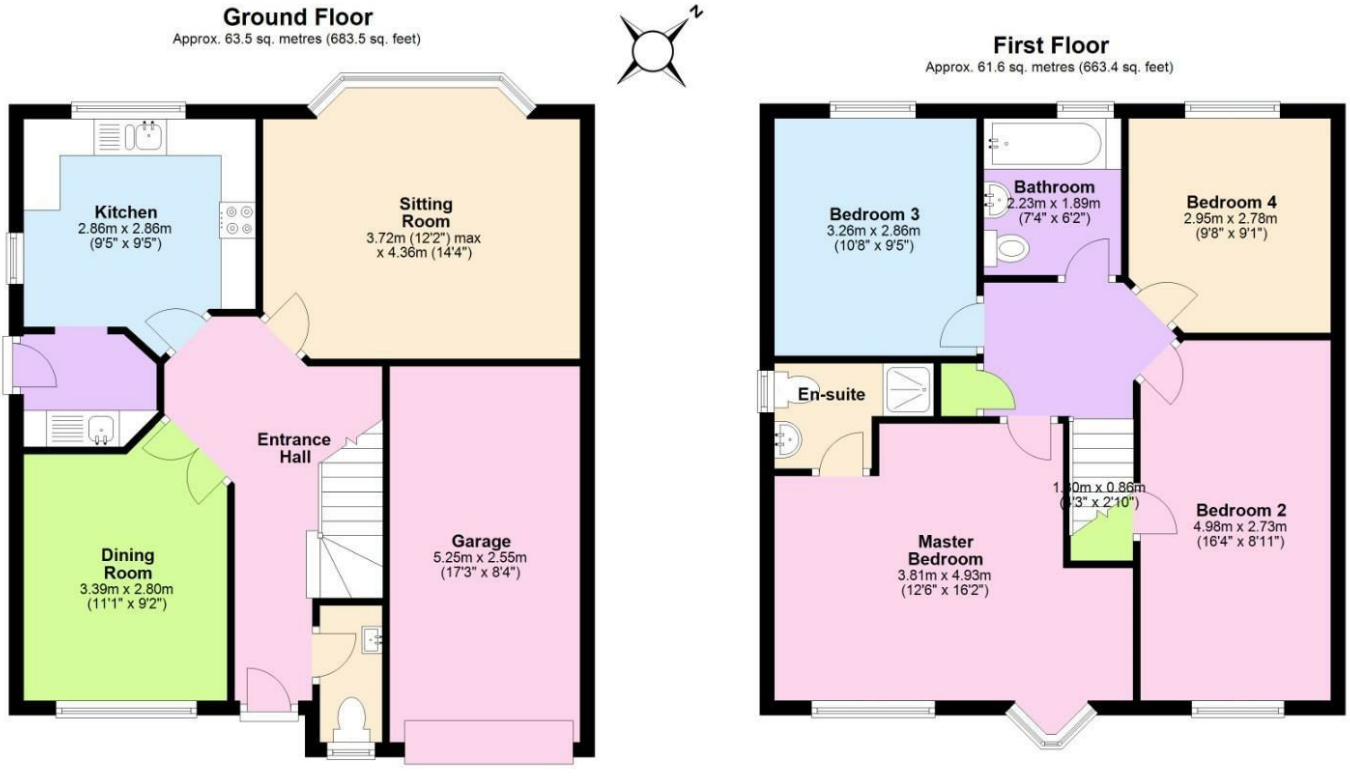 Ground Floor
Approx. 63.5 sq. metres (683.5 sq. feet)
N
First Floor
Approx. 61.6 sq. metres (663.4 sq. feet)
Kitchen
2.86m x 2.86m
(9'5" x 9'5")
Sitting
Room
3.72m (12'2") max
x 4.36m (14'4")
Entrance
Hall
Dining
Room
3.39m x 2.80m
(11'1" x 9'2")
Garage
5.25m x 2.55m
(17'3" x 8'4")
Bedroom 3
3.26m x 2.86m
(10'8" x 9'5")
Bathroom
2.23m x 1.89m
(7'4" x 6'2")
Bedroom 4
2.95m x 2.78m
(9'8" x 9'1")
En-suite
x 0.86m
x 2'10")
Master
Bedroom
3.81m x 4.93m
(12'6" x 16'2")
Bedroom 2
4.98m x 2.73m
(16'4" x 8'11")